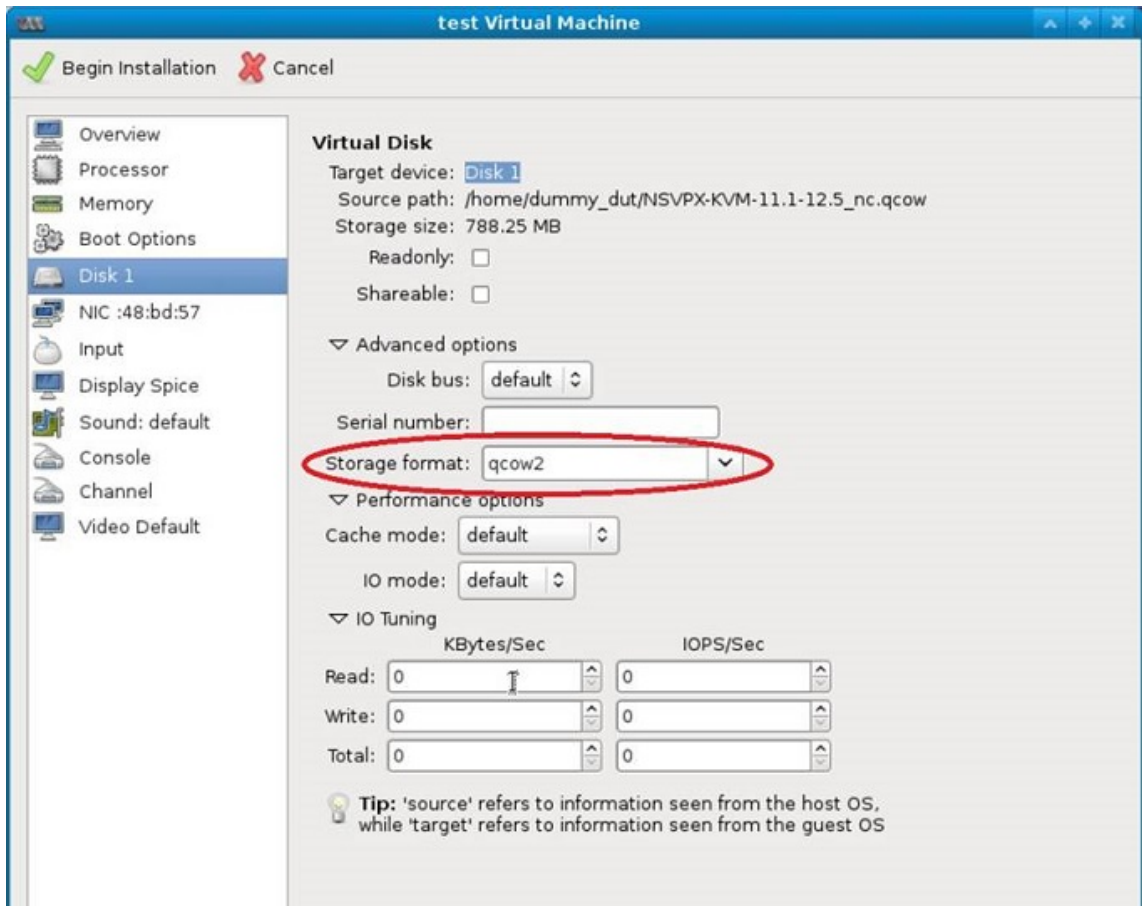 test Virtual Machine
Begin Installation Cancel
Overview
Processor
Memory
Boot Options
Disk 1
NIC :48:bd:57
Input
Display Spice
Sound: default
Console
Channel
Video Default
Virtual Disk
Target device: Disk 1
Source path: /home/dummy_dut/NSVPX-KVM-11.1-12.5_nc.qcow
Storage size: 788.25 MB
Readonly:
Shareable:
Advanced options
Disk bus: default
Serial number:
Storage format: qcow2
Performance options
Cache mode: default
IO mode: default
IO Tuning
KBytes/Sec IOPS/Sec
Read: 0 0
Write: 0 0
Total: 0 0
Tip: 'source' refers to information seen from the host OS,
while 'target' refers to information seen from the guest OS